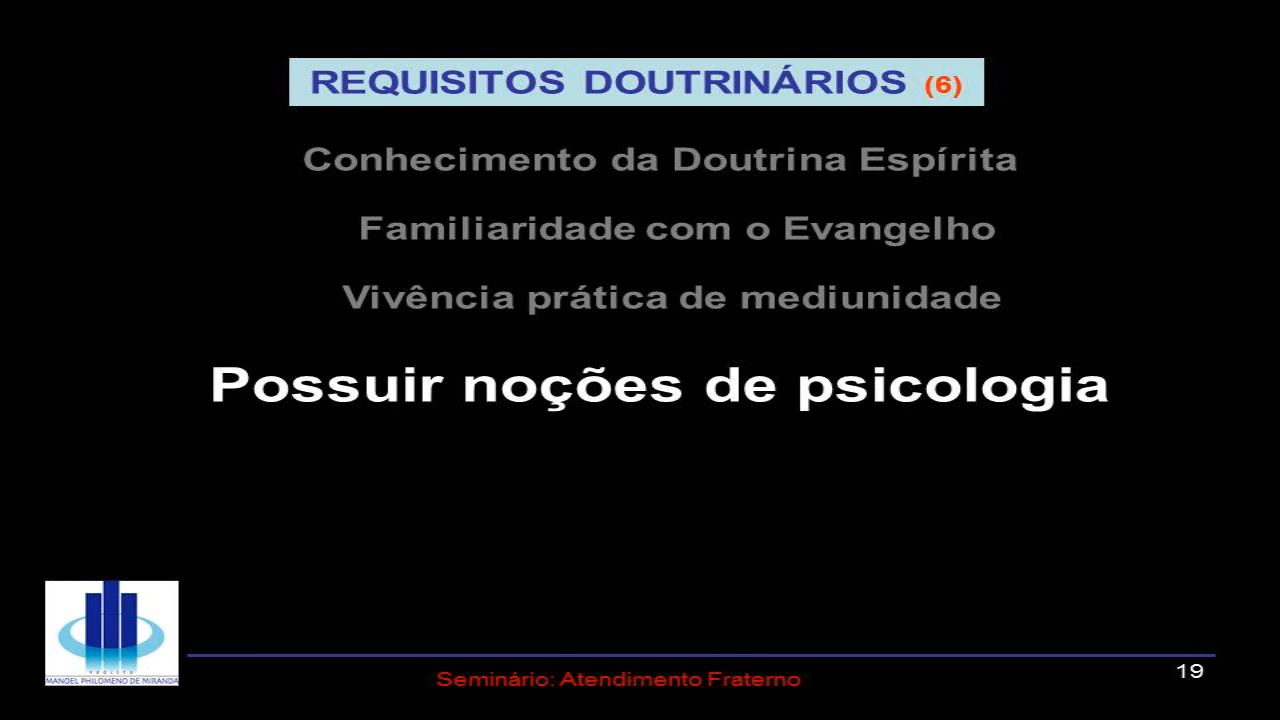 REQUISITOS DOUTRINÁRIOS (6)
Conhecimento da Doutrina Espírita
Familiaridade com o Evangelho
Vivência prática de mediunidade
Possuir noções de psicologia
PROJETO
MANOEL PHILOMENO DE MIRANDA
Seminário: Atendimento Fraterno
19